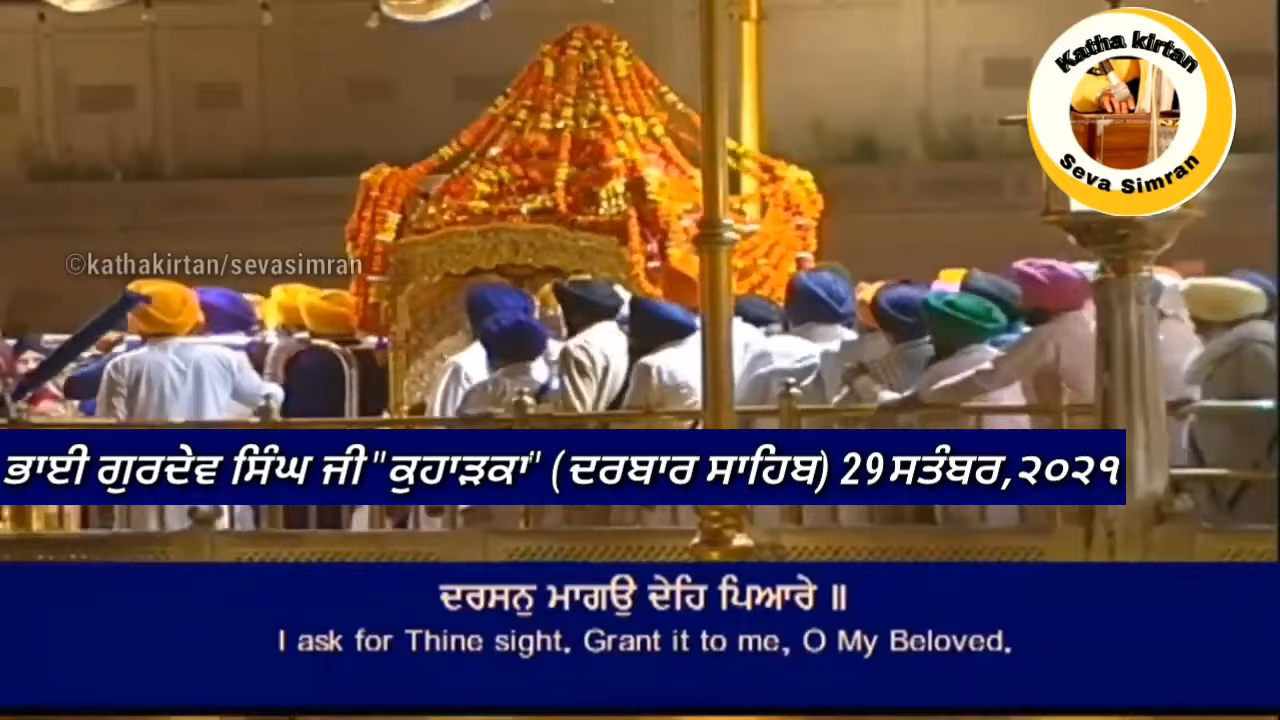 Katha kirtan
Seva Simran
©kathakirtan/sevasimran
ਭਾਈ ਗੁਰਦੇਵ ਸਿੰਘ ਜੀ "ਕੁਹਾੜਕਾ" (ਦਰਬਾਰ ਸਾਹਿਬ) 29 ਸਤੰਬਰ,੨੦੨੧
ਦਰਸਨੁ ਮਾਗਉ ਦੇਹਿ ਪਿਆਰੇ ॥
I ask for Thine sight. Grant it to me, O My Beloved.